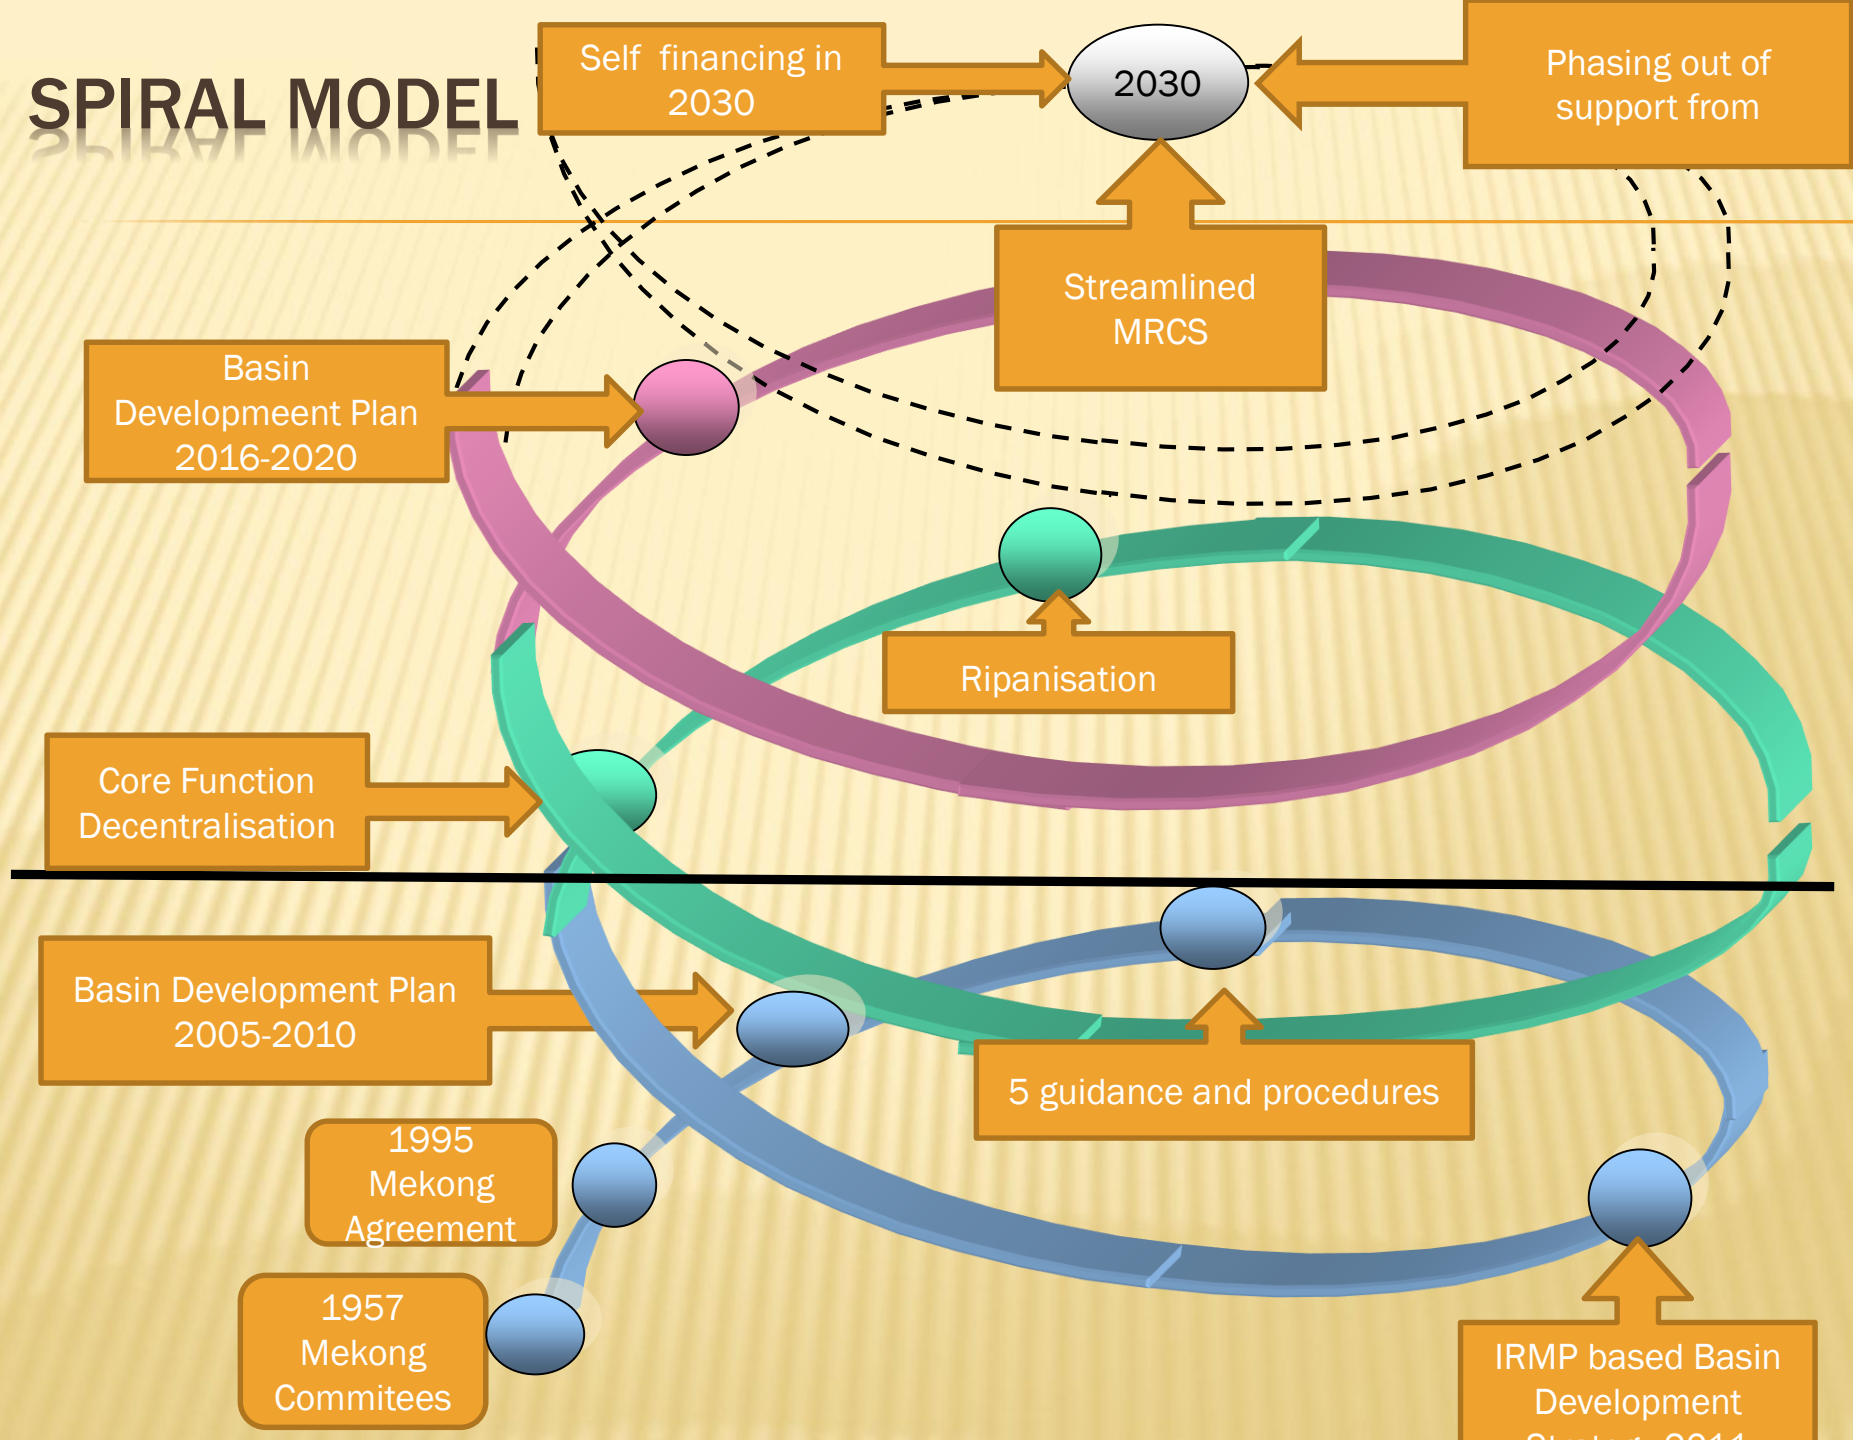 SPIRAL MODEL
Self financing in
2030
2030
Phasing out of
support from
Streamlined
MRCS
Basin
Developmeent Plan
2016-2020
Ripanisation
Core Function
Decentralisation
Basin Development Plan
2005-2010
5 guidance and procedures
1995
Mekong
Agreement
1957
Mekong
Commitees
IRMP based Basin
Development